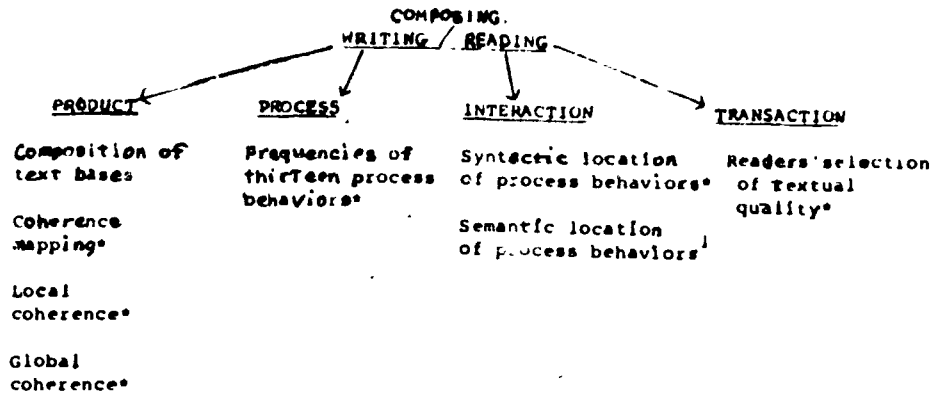 COMPOSING.
WRITING / READING
PRODUCT
Composition of
text bases
Coherence
mapping*
Local
coherence*
Global
coherence*
PROCESS
Frequencies of
thirteen process
behaviors*
INTERACTION
Syntactic location
of process behaviors*
Semantic location
of process behaviors
TRANSACTION
Readers' selection
of textual
quality*